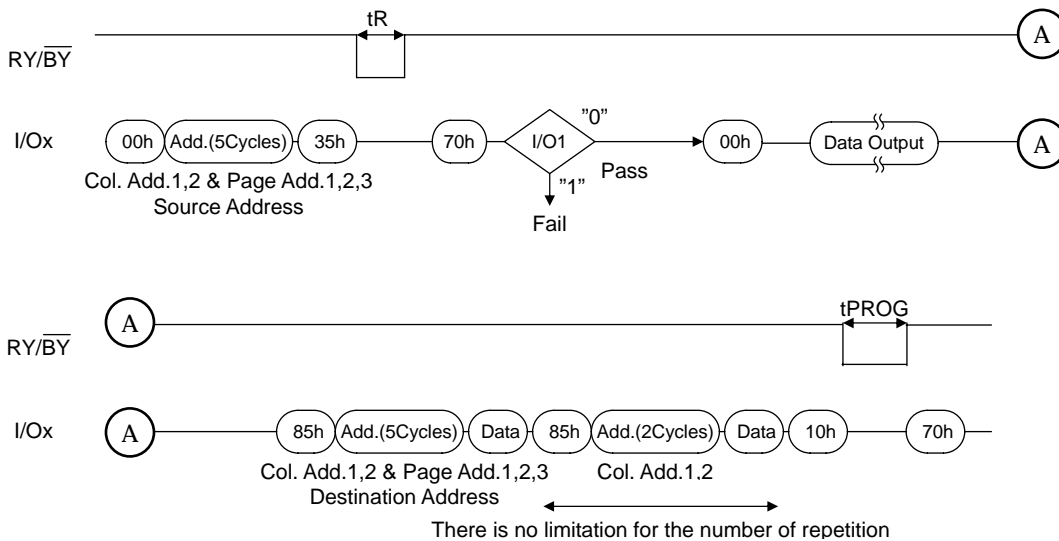 tR
RY/BY
A
I/Ox
00h Add.(5Cycles) 35h 70h I/O1 "0" 00h Data Output A
Pass
"1"
Col. Add.1,2 & Page Add.1,2,3
Source Address
Fail
A
tPROG
RY/BY
I/Ox
A 85h Add.(5Cycles) Data 85h Add.(2Cycles) Data 10h 70h
Col. Add.1,2 & Page Add.1,2,3 Col. Add.1,2
Destination Address
There is no limitation for the number of repetition